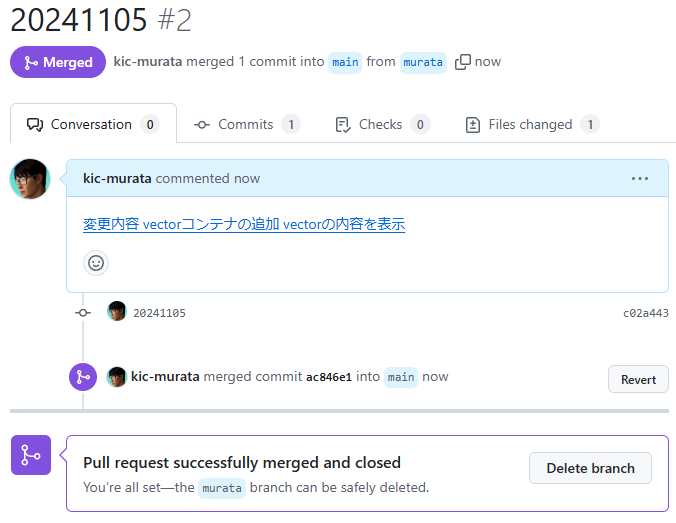 20241105 #2
Merged kic-murata merged 1 commit into main from murata now
Conversation 0 Commits 1 Checks 0 Files changed 1
kic-murata commented now
変更内容 vectorコンテナの追加 vectorの内容を表示
20241105 c02a443
kic-murata merged commit ac846e1 into main now Revert
Pull request successfully merged and closed
You're all set—the murata branch can be safely deleted.
Delete branch